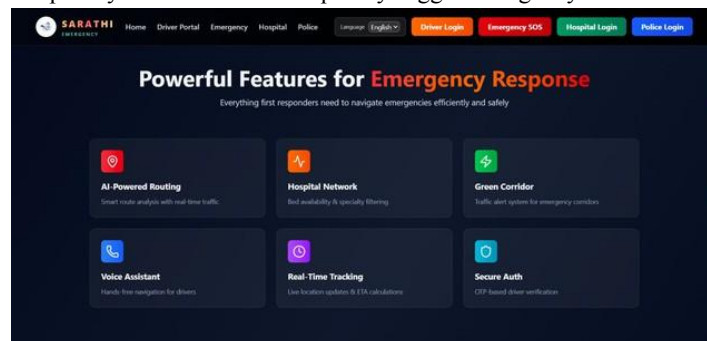 SARATHI
EMERGENCY
Home Driver Portal Emergency Hospital Police Language English Driver Login Emergency SOS Hospital Login Police Login
Powerful Features for Emergency Response
Everything first responders need to navigate emergencies efficiently and safely
AI-Powered Routing
Smart route analysis with real-time traffic
Hospital Network
Bed availability & specialty filtering
Green Corridor
Traffic alert system for emergency corridors
Voice Assistant
Hands-free navigation for drivers
Real-Time Tracking
Live location updates & ETA calculations
Secure Auth
OTP-based driver verification